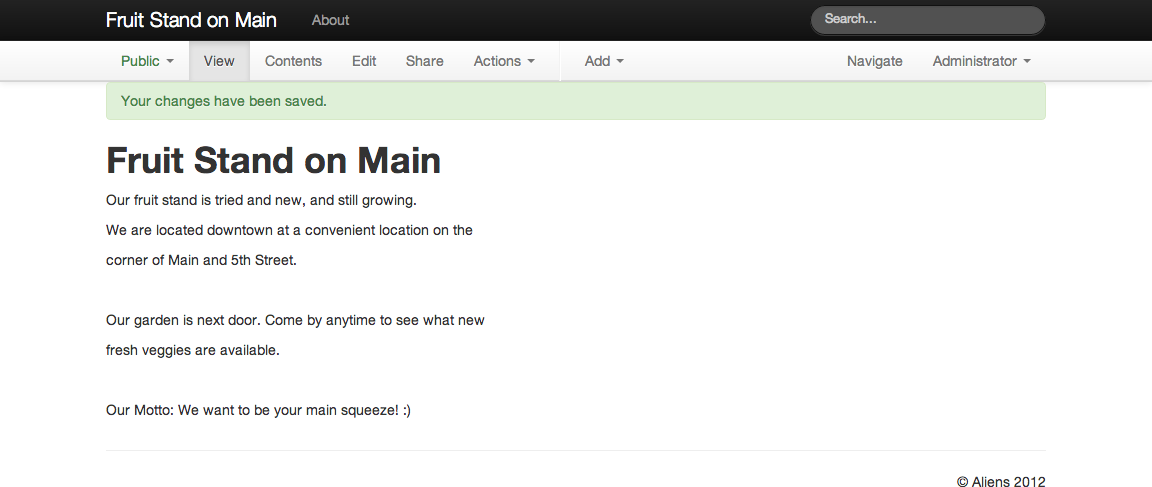 Fruit Stand on Main About Search...
Public View Contents Edit Share Actions Add Navigate Administrator
Your changes have been saved.
Fruit Stand on Main
Our fruit stand is tried and new, and still growing.
We are located downtown at a convenient location on the
corner of Main and 5th Street.
Our garden is next door. Come by anytime to see what new
fresh veggies are available.
Our Motto: We want to be your main squeeze! :)
© Aliens 2012